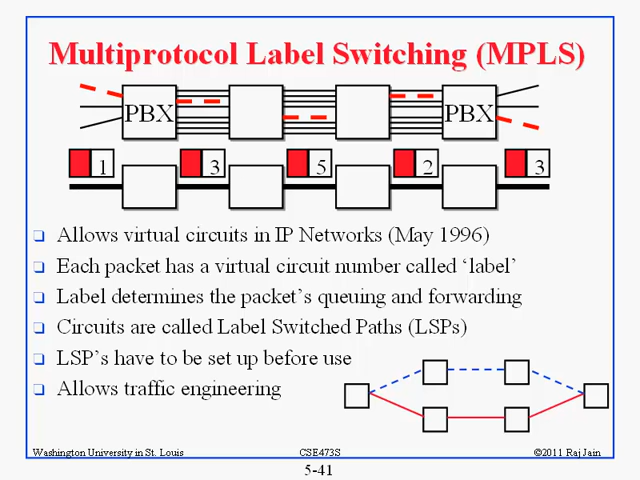 Multiprotocol Label Switching (MPLS)
PBX PBX
1 3 5 2 3
Allows virtual circuits in IP Networks (May 1996)
Each packet has a virtual circuit number called ‘label’
Label determines the packet’s queuing and forwarding
Circuits are called Label Switched Paths (LSPs)
LSP’s have to be set up before use
Allows traffic engineering
Washington University in St. Louis CSE473S ©2011 Raj Jain
5-41